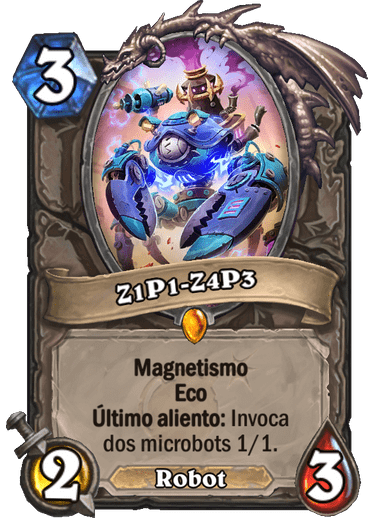 3
Z1P1-Z4P3
Magnetismo
Eco
Último aliento: Invoca
dos microbots 1/1.
2
Robot
3